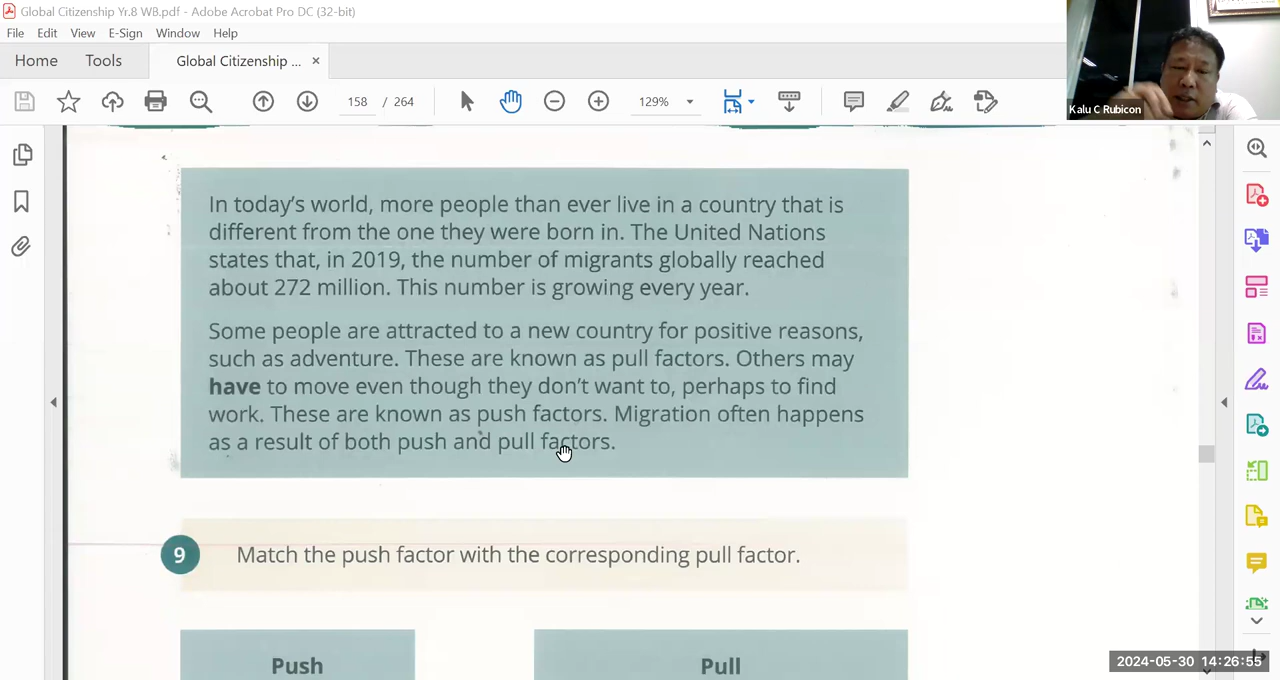 Global Citizenship Yr.8 WB.pdf - Adobe Acrobat Pro DC (32-bit)
File Edit View E-Sign Window Help
Home Tools Global Citizenship ... ×
158 / 264 129%
Kalu C Rubicon
In today's world, more people than ever live in a country that is
different from the one they were born in. The United Nations
states that, in 2019, the number of migrants globally reached
about 272 million. This number is growing every year.
Some people are attracted to a new country for positive reasons,
such as adventure. These are known as pull factors. Others may
have to move even though they don't want to, perhaps to find
work. These are known as push factors. Migration often happens
as a result of both push and pull factors.
9 Match the push factor with the corresponding pull factor.
Push Pull
2024-05-30 14:26:55